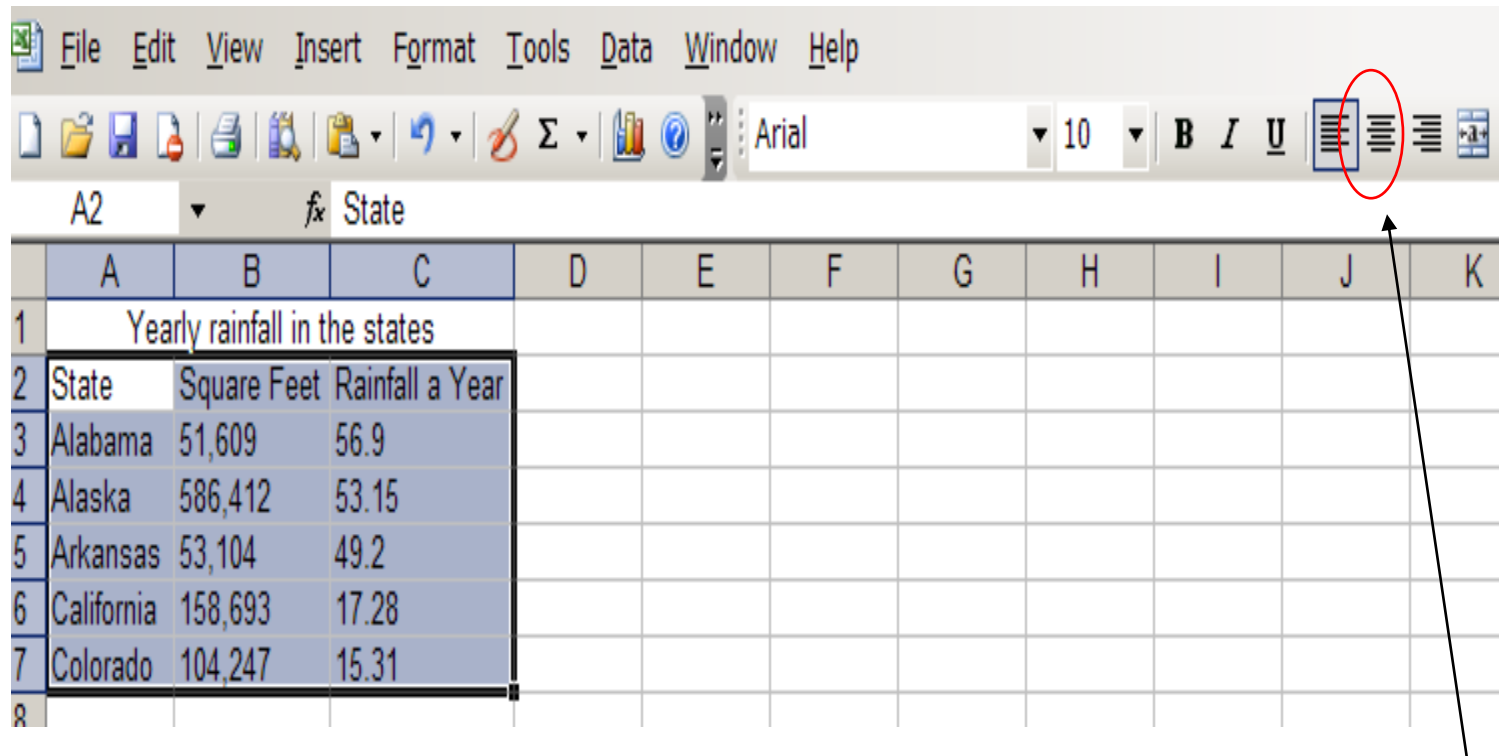 File Edit View Insert Format Tools Data Window Help
Σ Arial 10 B I U a
A2 fx State
A B C D E F G H I J K
1 Yearly rainfall in the states
2 State Square Feet Rainfall a Year
3 Alabama 51,609 56.9
4 Alaska 586,412 53.15
5 Arkansas 53,104 49.2
6 California 158,693 17.28
7 Colorado 104,247 15.31
8